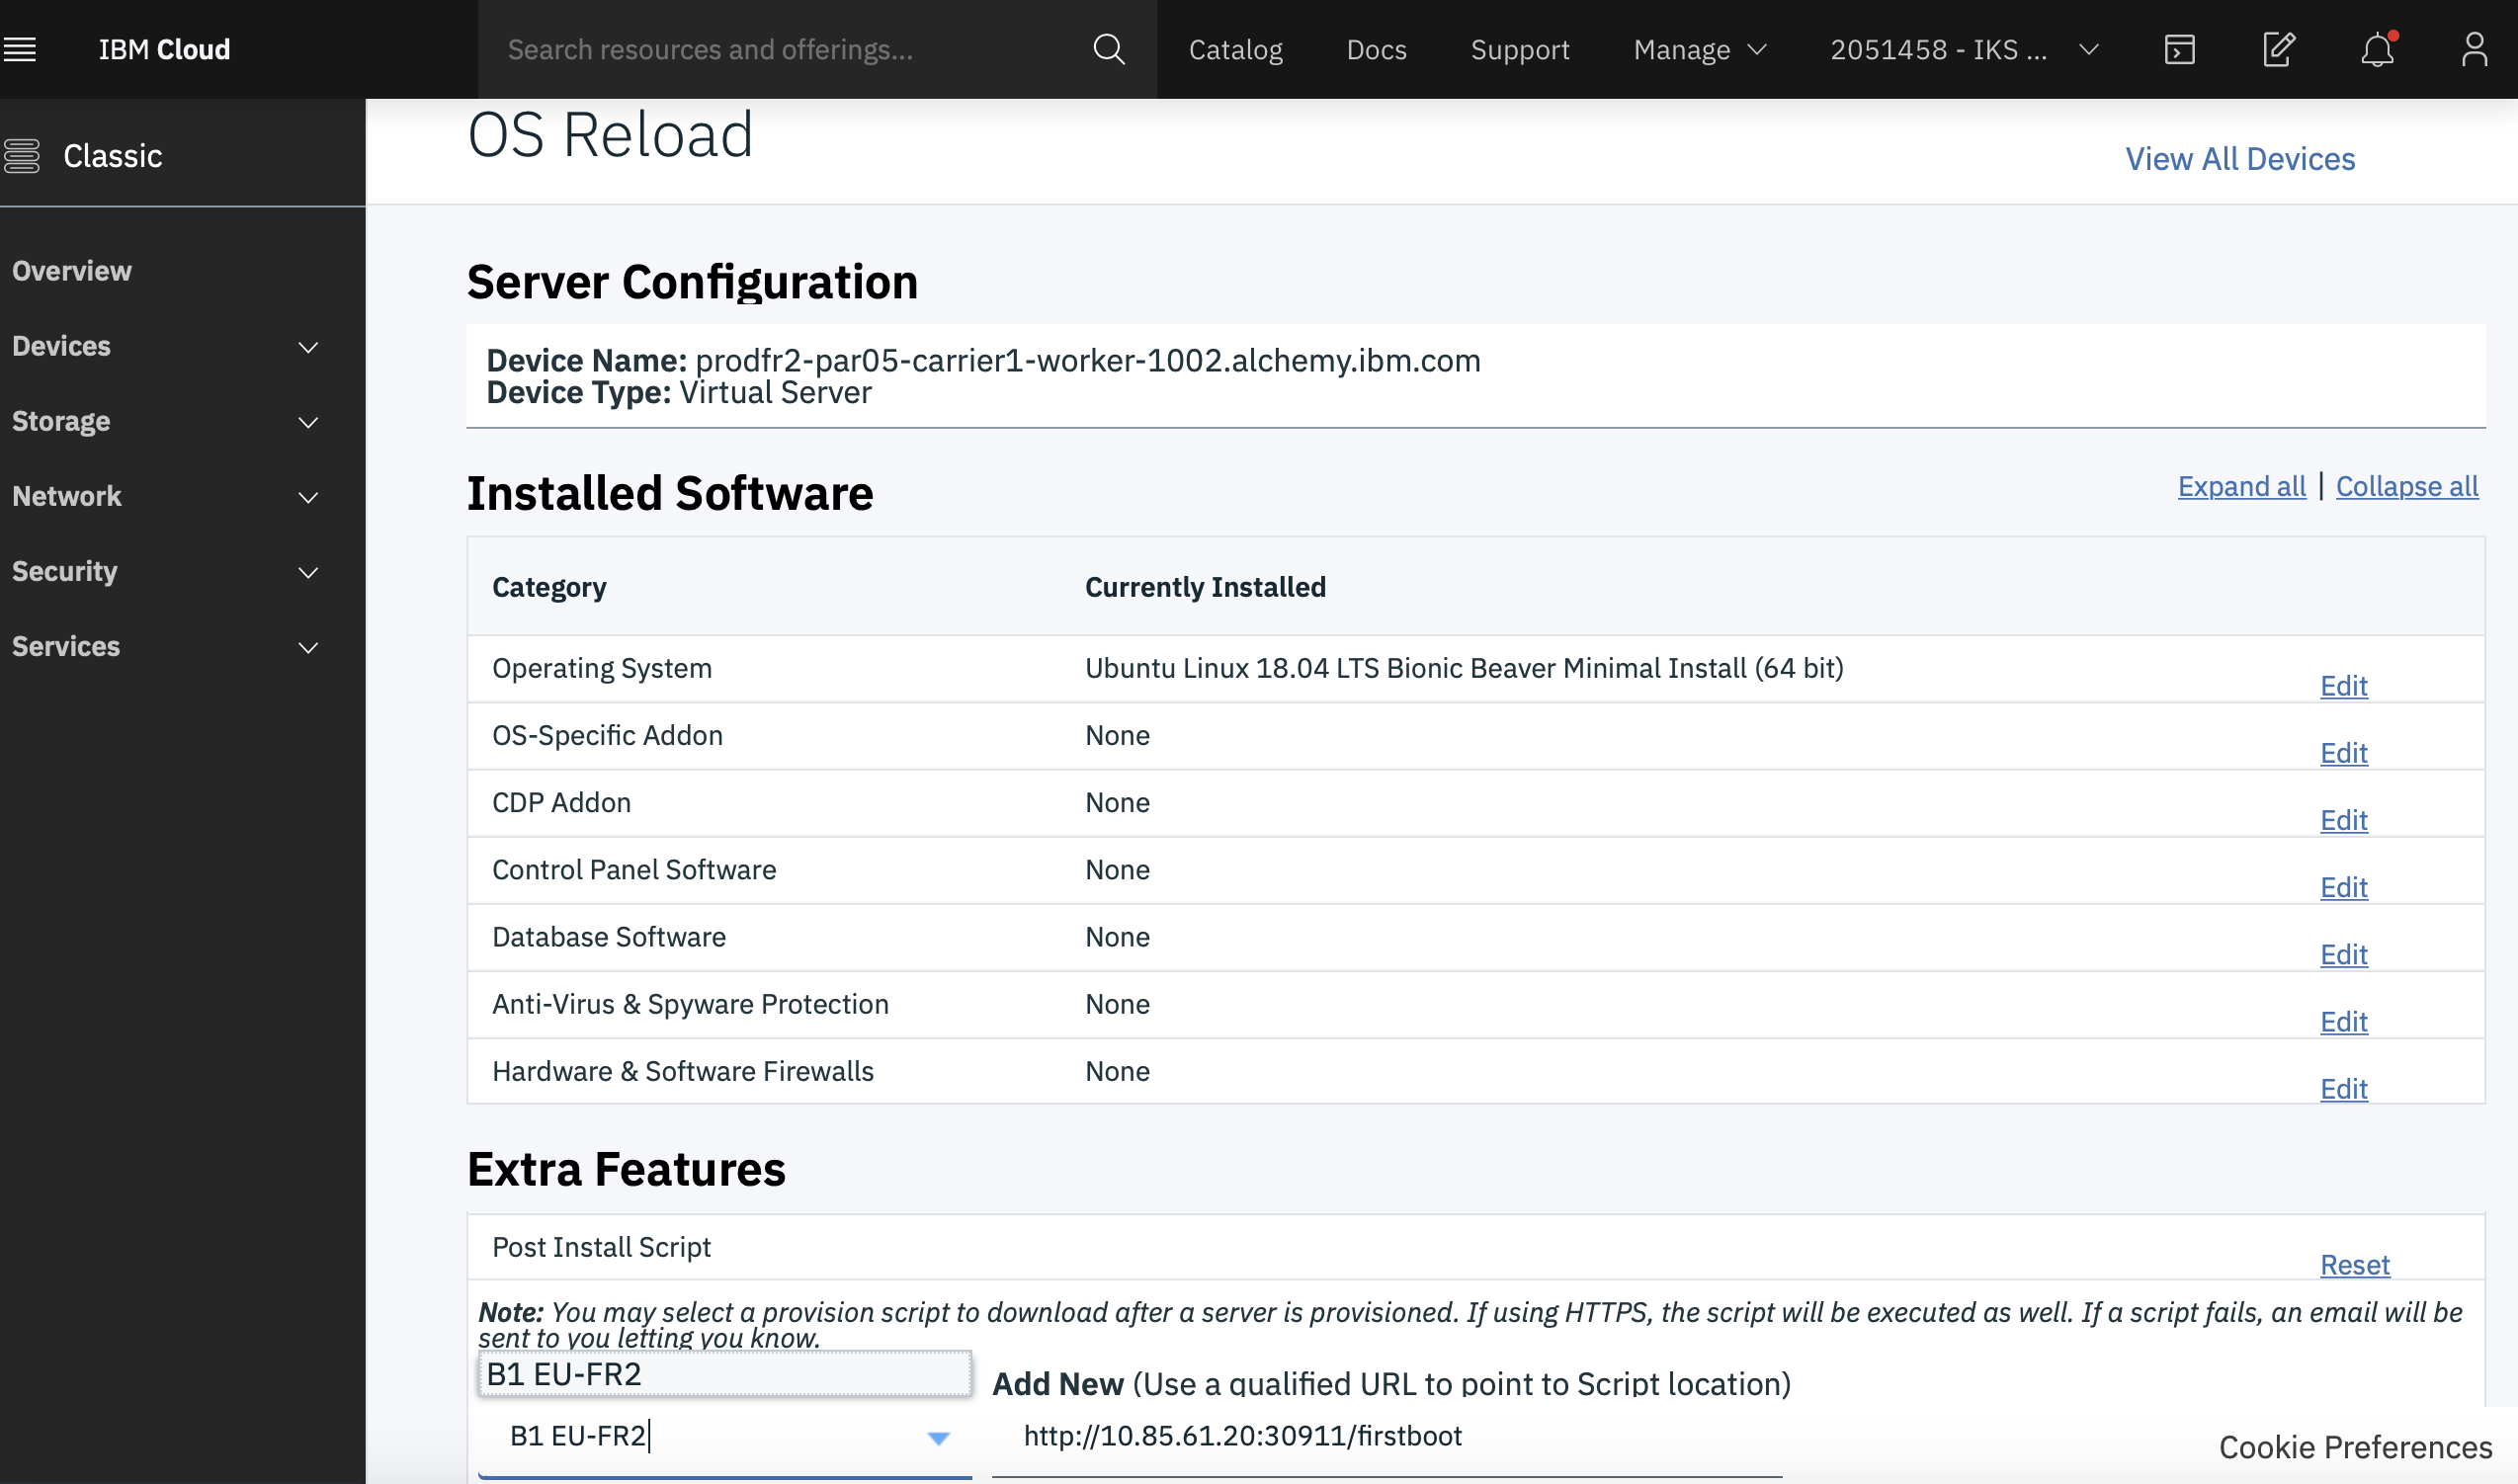 IBM Cloud
Search resources and offerings...
Catalog
Docs
Support
Manage
2051458 - IKS ...
Classic
OS Reload
View All Devices
Overview
Devices
Storage
Network
Security
Services
Server Configuration
Device Name: prodfr2-par05-carrier1-worker-1002.alchemy.ibm.com
Device Type: Virtual Server
Installed Software
Expand all | Collapse all
Category Currently Installed
Operating System Ubuntu Linux 18.04 LTS Bionic Beaver Minimal Install (64 bit) Edit
OS-Specific Addon None Edit
CDP Addon None Edit
Control Panel Software None Edit
Database Software None Edit
Anti-Virus & Spyware Protection None Edit
Hardware & Software Firewalls None Edit
Extra Features
Post Install Script Reset
Note: You may select a provision script to download after a server is provisioned. If using HTTPS, the script will be executed as well. If a script fails, an email will be
sent to you letting you know.
B1 EU-FR2
Add New (Use a qualified URL to point to Script location)
B1 EU-FR2
http://10.85.61.20:30911/firstboot
Cookie Preferences